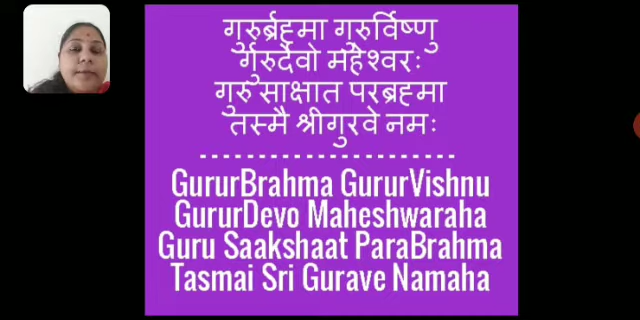 गुरुर्ब्रह्मा गुरुर्विष्णु
र्गुरुर्देवो महेश्वरः
गुरु साक्षात परब्रह्मा
तस्मै श्रीगुरवे नमः
-----------------------
GururBrahma GururVishnu
GururDevo Maheshwaraha
Guru Saakshaat ParaBrahma
Tasmai Sri Gurave Namaha